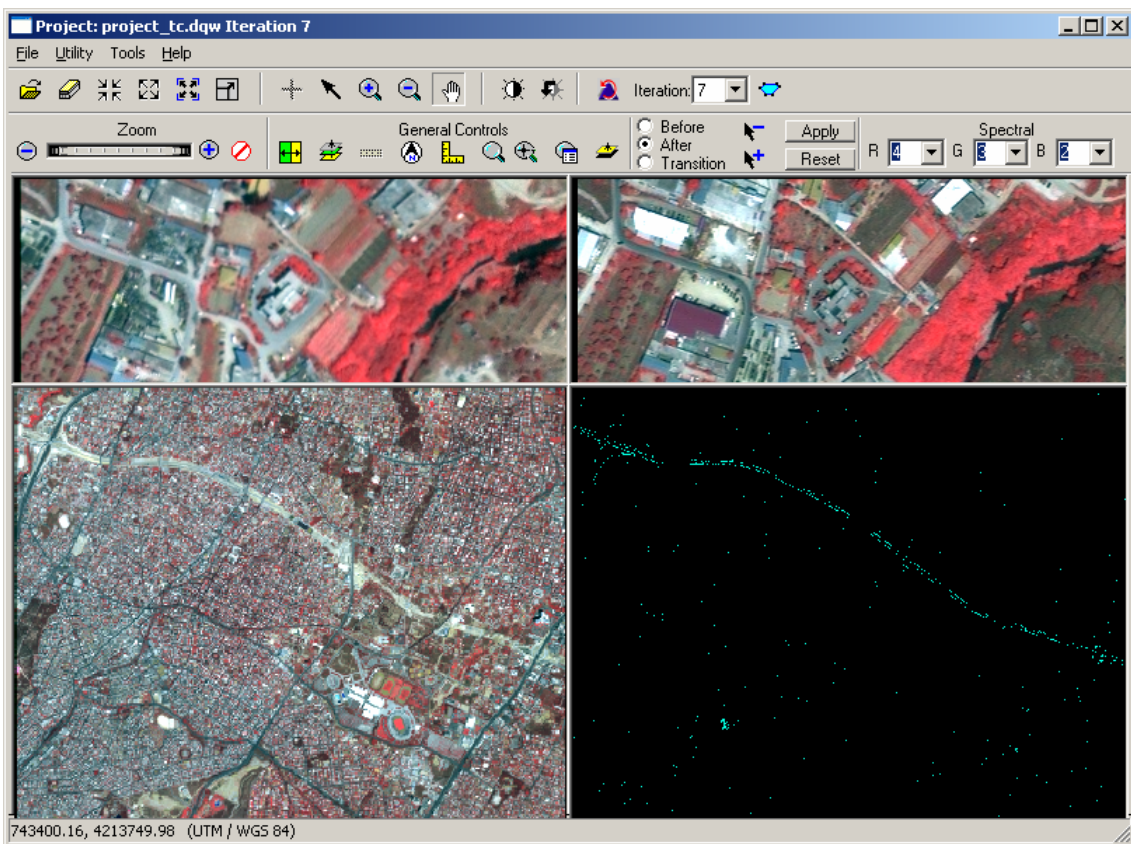 Project: project_tc.dqw Iteration 7
File Utility Tools Help
Iteration: 7
Zoom
General Controls
Before
After
Transition
Apply
Reset
Spectral
R 4 G 3 B 2
743400.16, 4213749.98 (UTM / WGS 84)